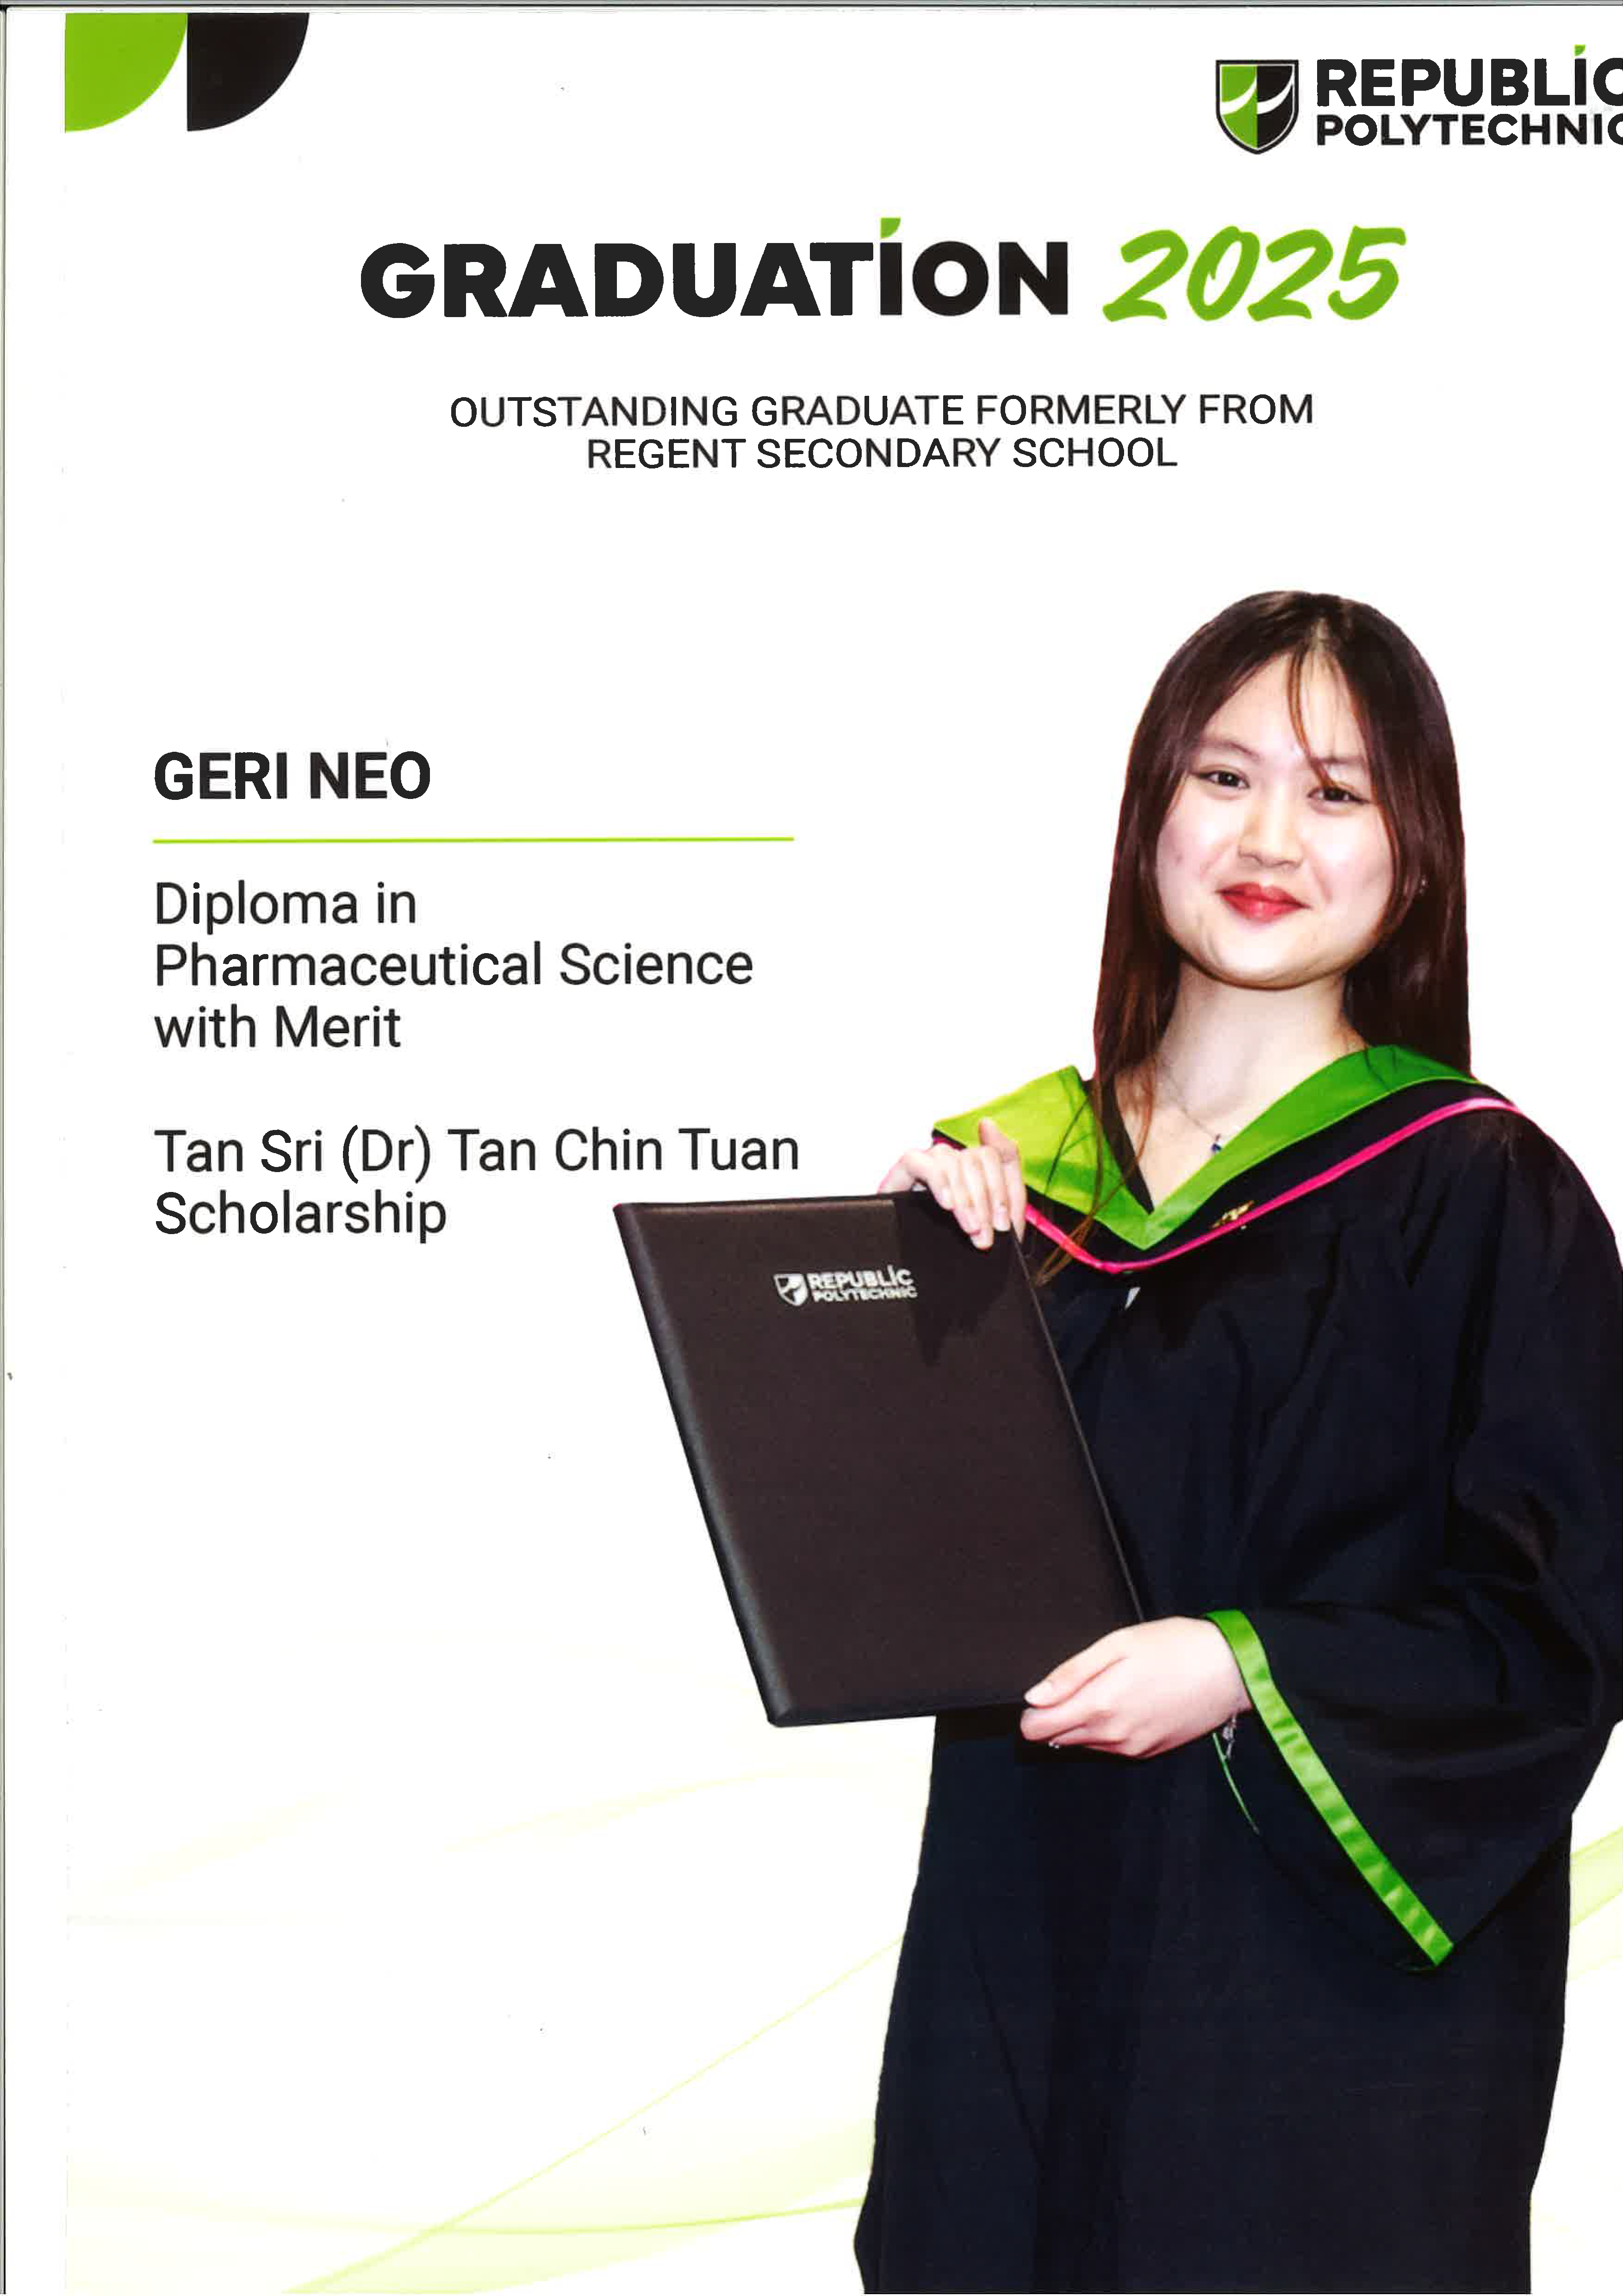 REPUBLIC
POLYTECHNIC
GRADUATION 2025
OUTSTANDING GRADUATE FORMERLY FROM
REGENT SECONDARY SCHOOL
GERI NEO
Diploma in
Pharmaceutical Science
with Merit
Tan Sri (Dr) Tan Chin Tuan
Scholarship
REPUBLIC
POLYTECHNIC